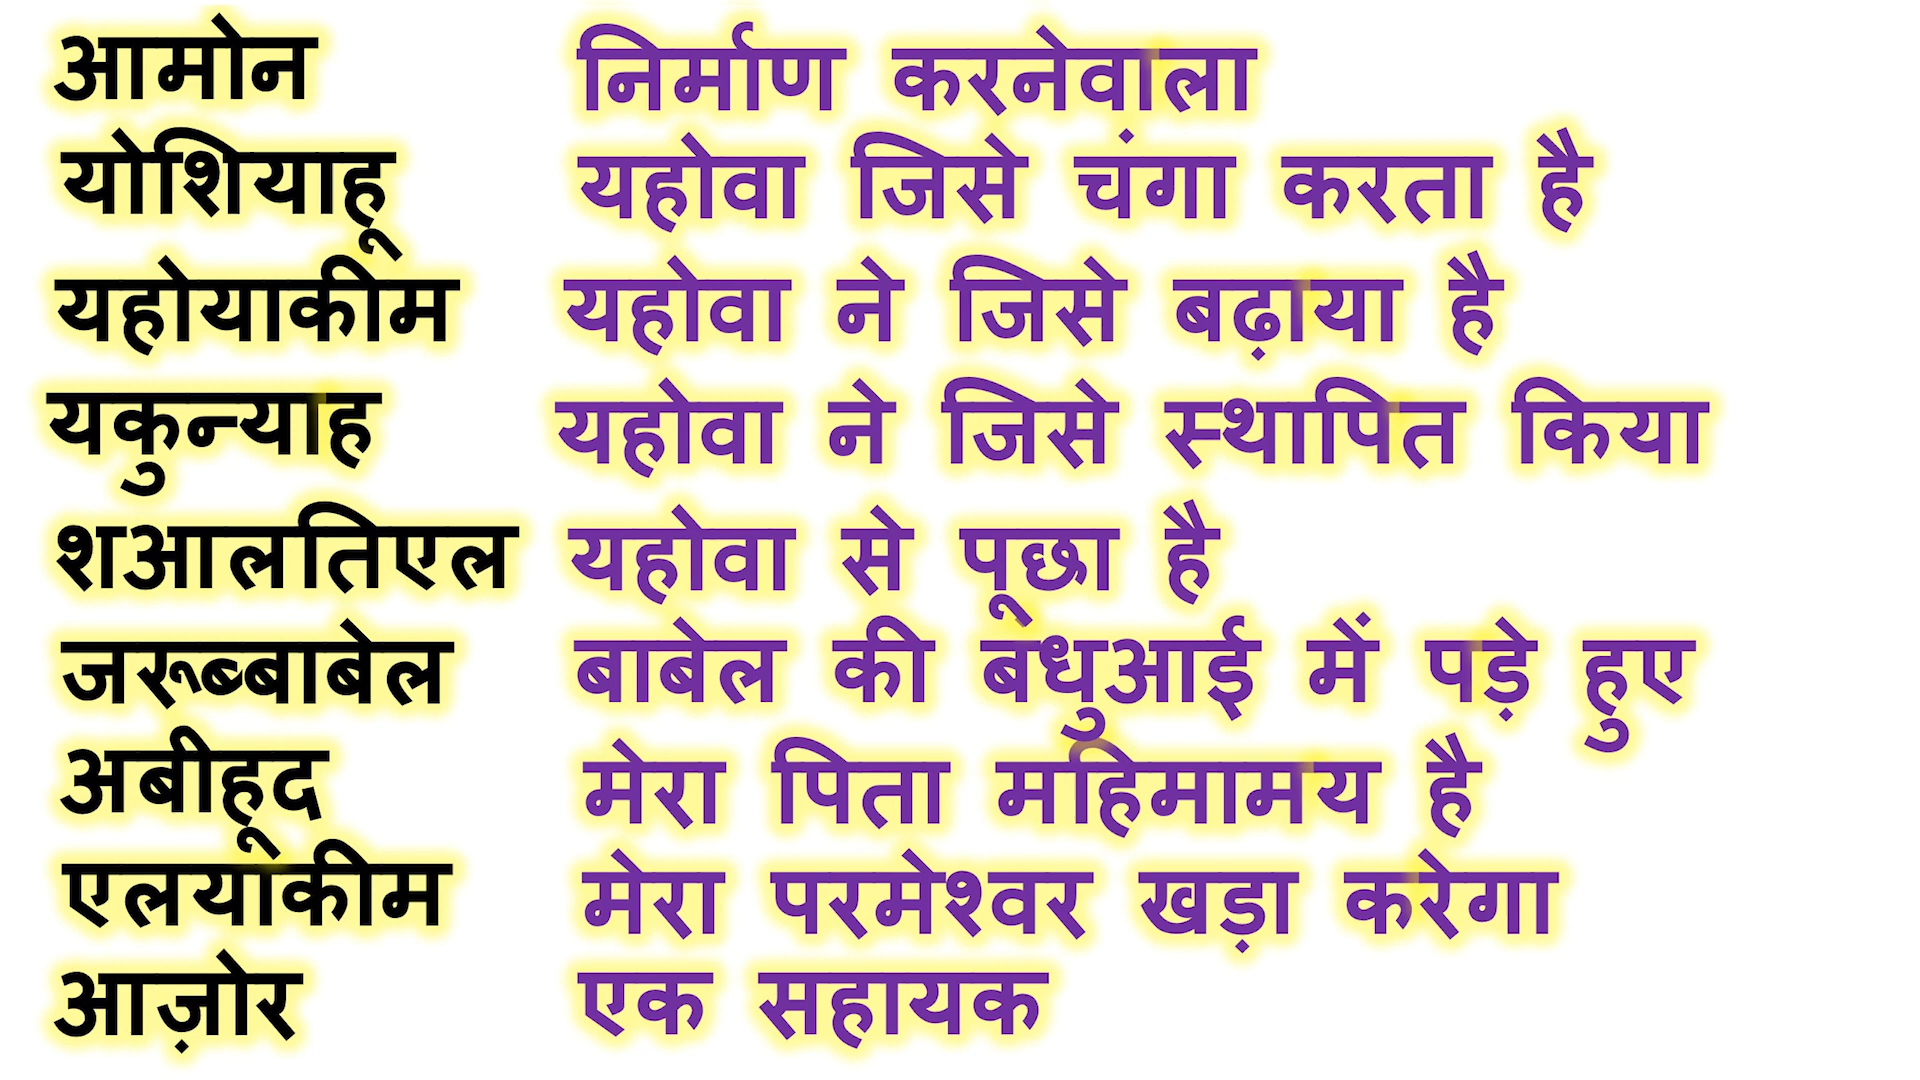 आमोन निर्माण करनेवाला
योशियाहू यहोवा जिसे चंगा करता है
यहोयाकीम यहोवा ने जिसे बढ़ाया है
यकुन्याह यहोवा ने जिसे स्थापित किया
शआलतिएल यहोवा से पूछा है
जरूब्बाबेल बाबेल की बंधुआई में पड़े हुए
अबीहूद मेरा पिता महिमामय है
एलयाकीम मेरा परमेश्वर खड़ा करेगा
आज़ोर एक सहायक